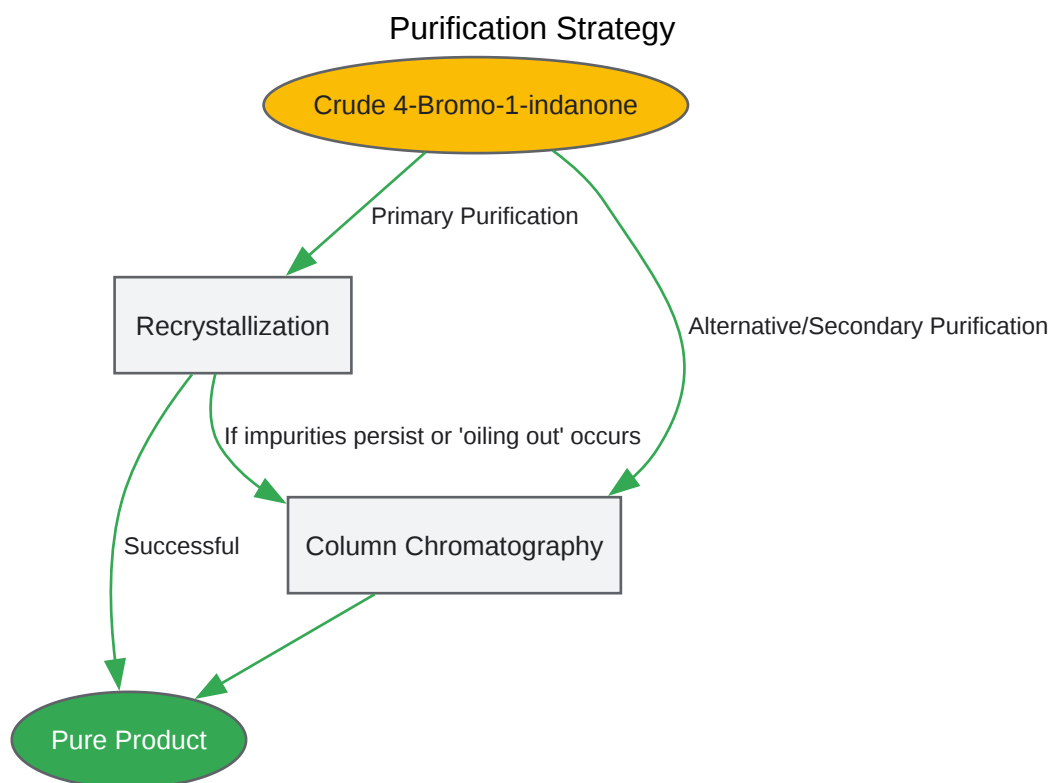 Purification Strategy
Crude 4-Bromo-1-indanone
Primary Purification
Recrystallization
Alternative/Secondary Purification
If impurities persist or 'oiling out' occurs
Successful
Column Chromatography
Pure Product